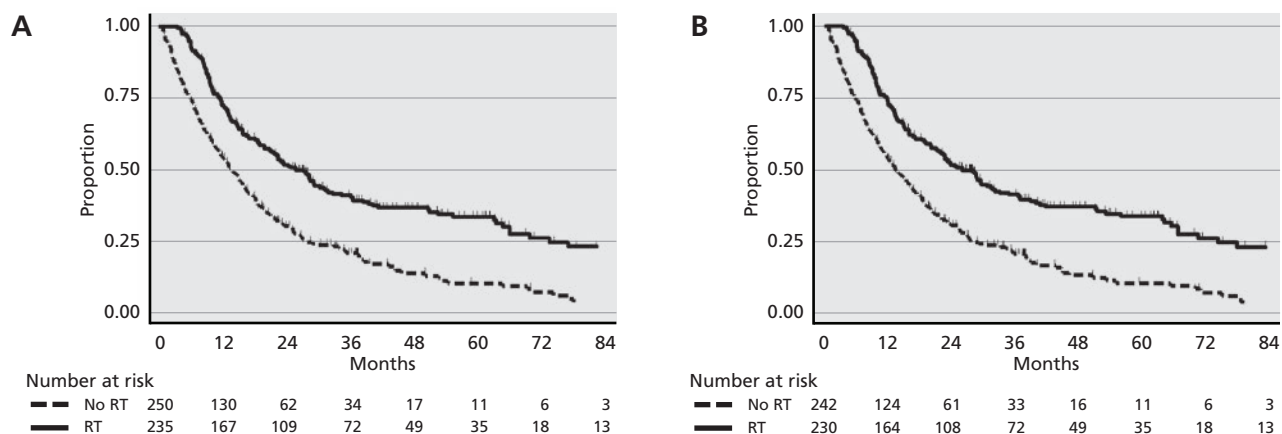 A
1.00
0.75
0.50
0.25
0.00
Proportion
0 12 24 36 48 60 72 84
Months
Number at risk
No RT 250 130 62 34 17 11 6 3
RT 235 167 109 72 49 35 18 13
B
1.00
0.75
0.50
0.25
0.00
Proportion
0 12 24 36 48 60 72 84
Months
Number at risk
No RT 242 124 61 33 16 11 6 3
RT 230 164 108 72 49 35 18 13